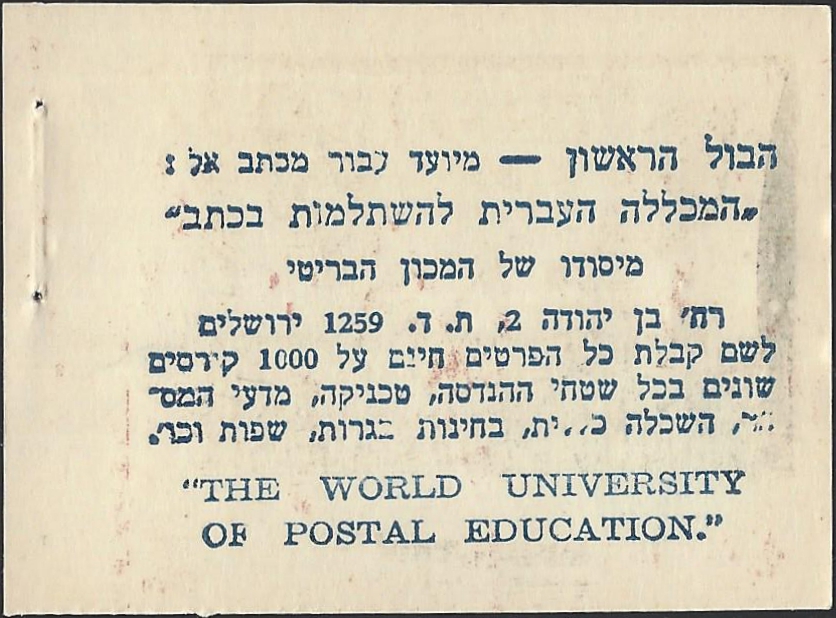 הבול הראשון — מיועד עבור מכתב אל :
„המכללה העברית להשתלמות בכתב"
מיסודו של המכון הבריטי
רח' בן יהודה 2, ת. ד. 1259 ירושלים
לשם קבלת כל הפרטים חינם על 1000 קורסים
שונים בכל שטחי ההנדסה, טכניקה, מדעי המס־
השכלה בחינות בגרות, שפות וכו'.
"THE WORLD UNIVERSITY
OF POSTAL EDUCATION."